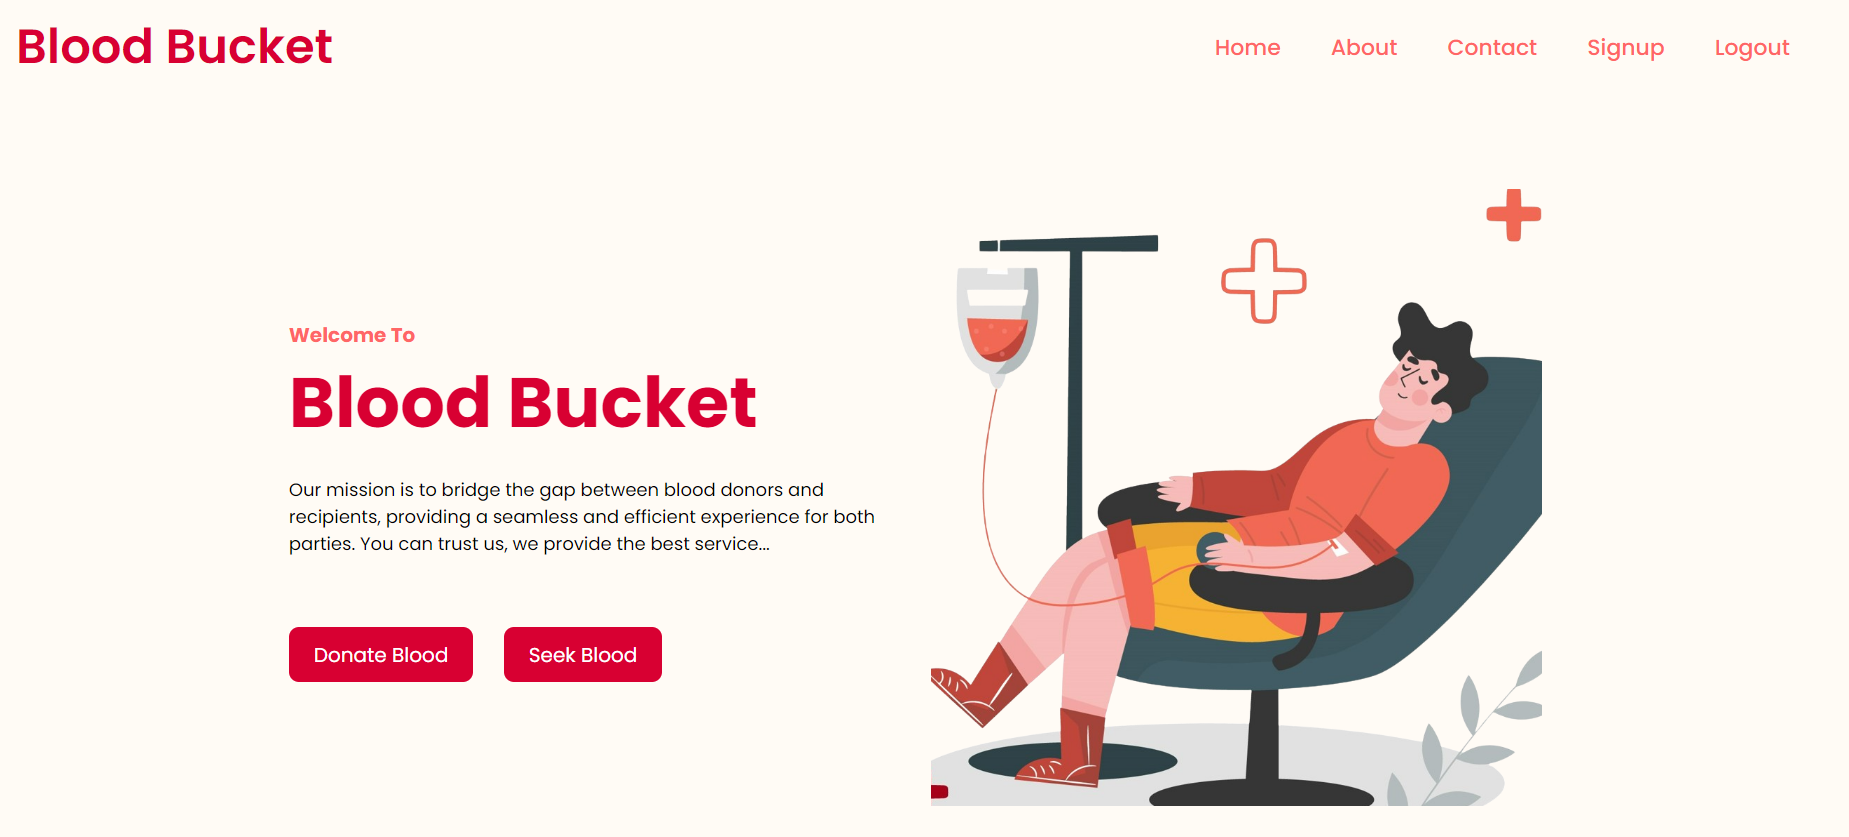 Blood Bucket
Home About Contact Signup Logout
Welcome To
Blood Bucket
Our mission is to bridge the gap between blood donors and
recipients, providing a seamless and efficient experience for both
parties. You can trust us, we provide the best service...
Donate Blood
Seek Blood